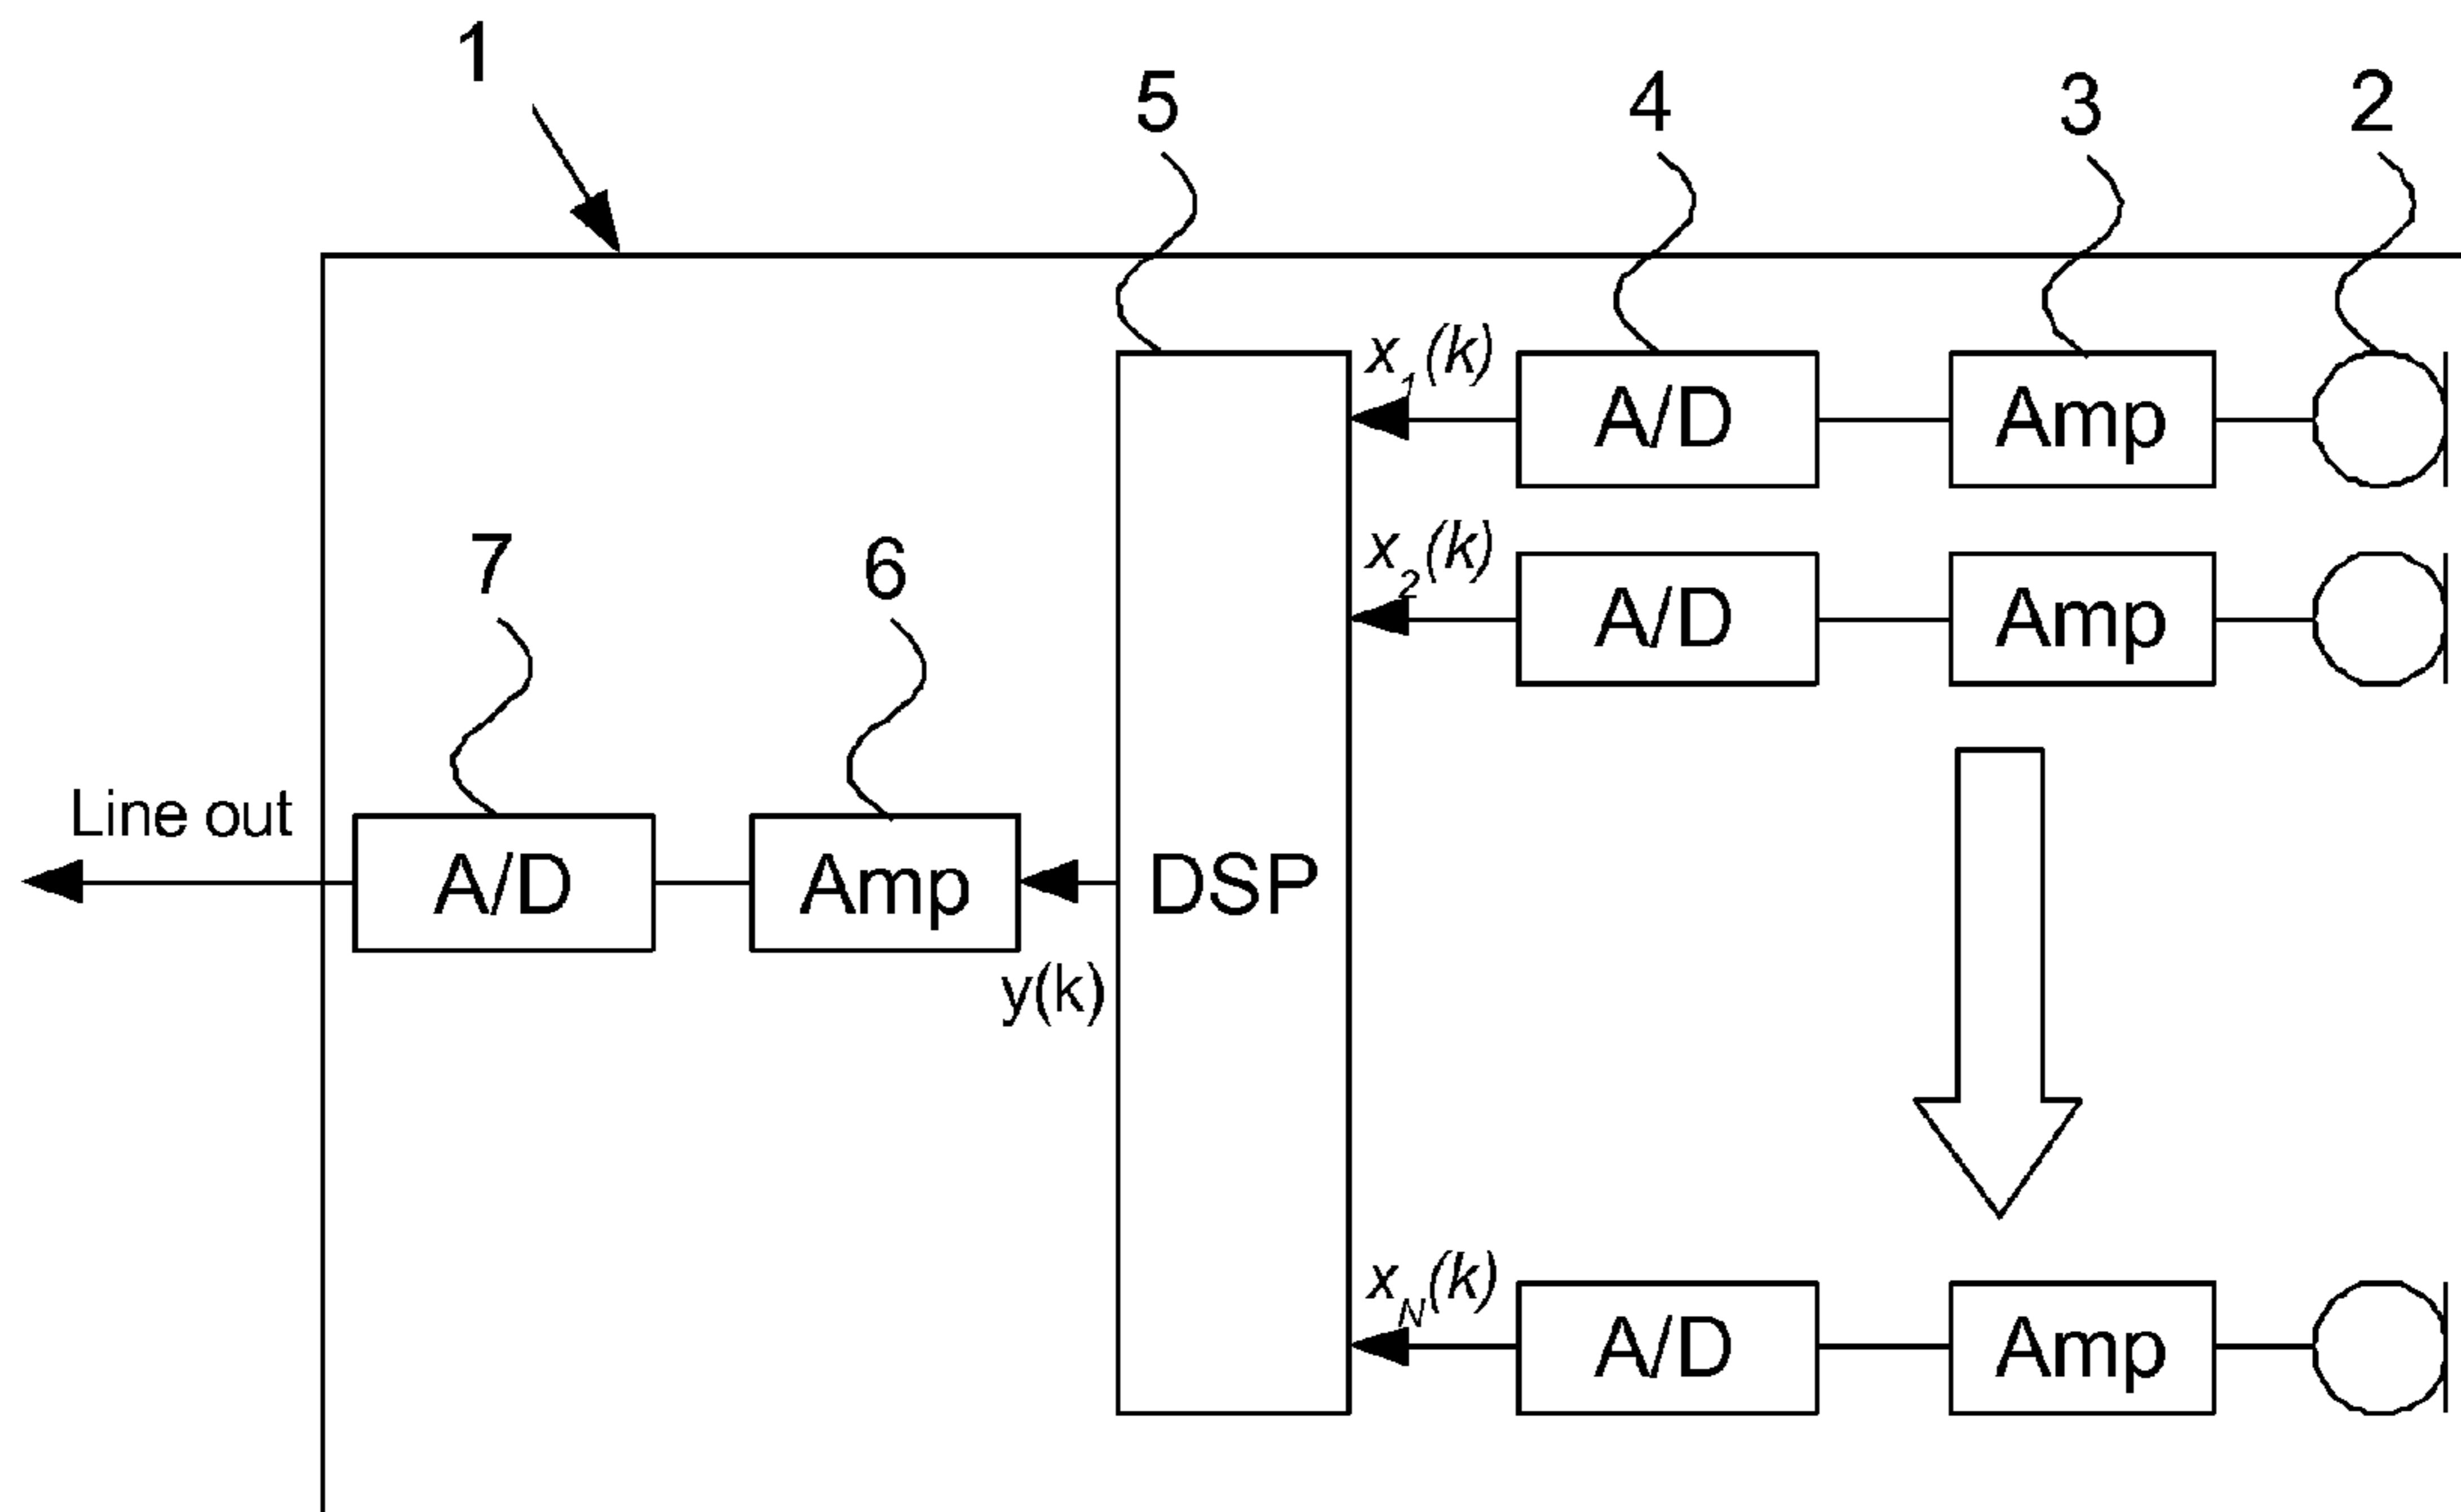 1
5
4
3
2
x1(k)
A/D
Amp
x2(k)
A/D
Amp
7
6
Line out
A/D
Amp
DSP
y(k)
xN(k)
A/D
Amp